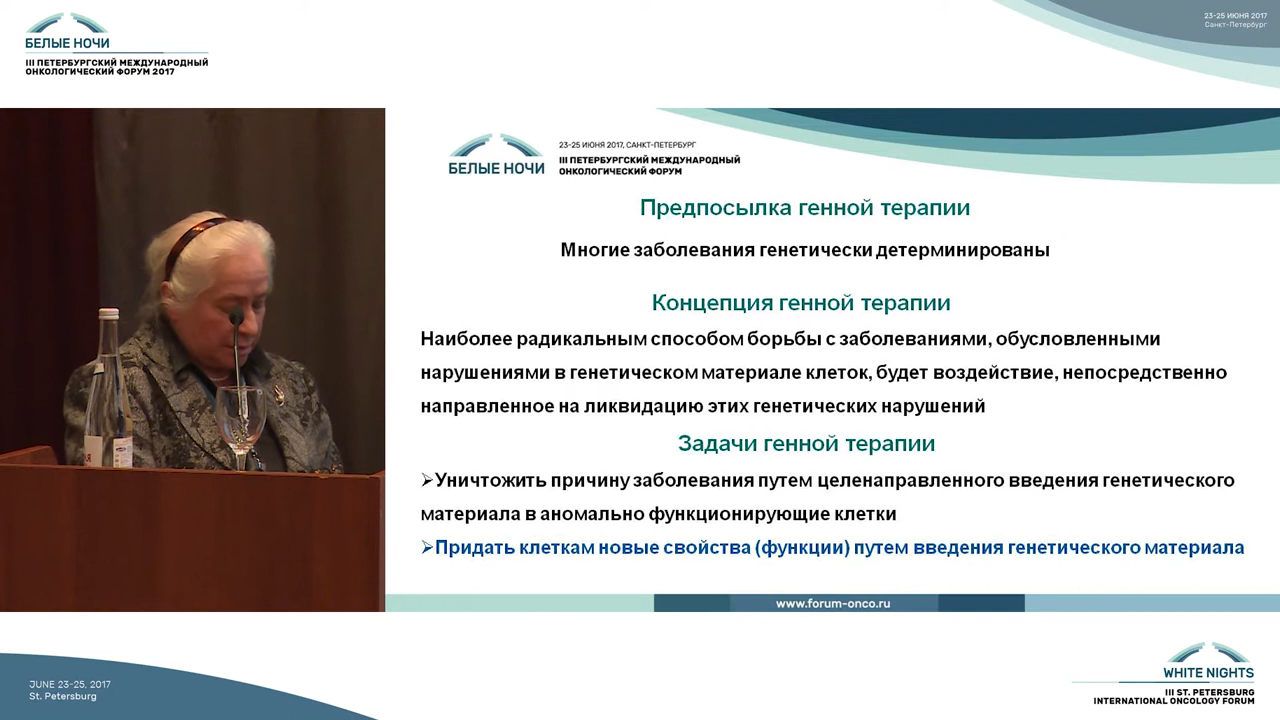 БЕЛЫЕ НОЧИ
III ПЕТЕРБУРГСКИЙ МЕЖДУНАРОДНЫЙ
ОНКОЛОГИЧЕСКИЙ ФОРУМ 2017
23-25 ИЮНЯ 2017
Санкт-Петербург
23-25 ИЮНЯ 2017, САНКТ-ПЕТЕРБУРГ
БЕЛЫЕ НОЧИ
III ПЕТЕРБУРГСКИЙ МЕЖДУНАРОДНЫЙ
ОНКОЛОГИЧЕСКИЙ ФОРУМ
Предпосылка генной терапии
Многие заболевания генетически детерминированы
Концепция генной терапии
Наиболее радикальным способом борьбы с заболеваниями, обусловленными
нарушениями в генетическом материале клеток, будет воздействие, непосредственно
направленное на ликвидацию этих генетических нарушений
Задачи генной терапии
➢Уничтожить причину заболевания путем целенаправленного введения генетического
материала в аномально функционирующие клетки
➢Придать клеткам новые свойства (функции) путем введения генетического материала
www.forum-onco.ru
JUNE 23-25, 2017
St. Petersburg
WHITE NIGHTS
III ST. PETERSBURG
INTERNATIONAL ONCOLOGY FORUM